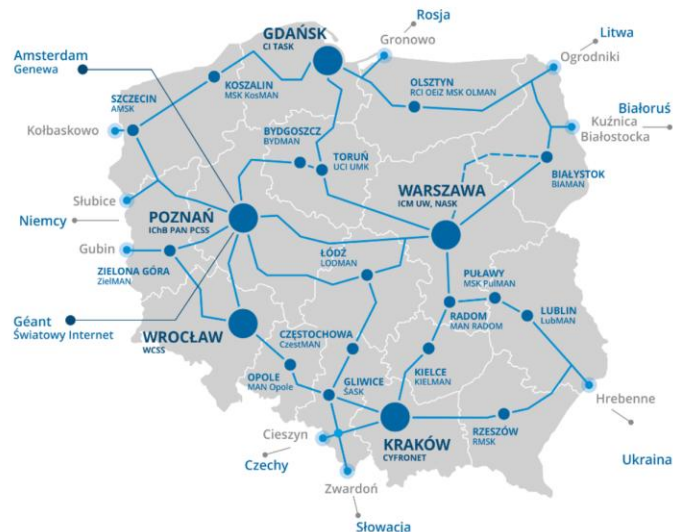 GDAŃSK
CI TASK
Rosja
Gronowo
Litwa
Ogrodniki
Amsterdam
Genewa
KOSZALIN
MSK KosMAN
OLSZTYN
RCI OEIZ MSK OLMAN
SZCZECIN
AMSK
Białoruś
Kołbaskowo
Kuźnica
Białostocka
BYDGOSZCZ
BYDMAN
TORUŃ
UCI UMK
BIAŁYSTOK
BIAMAN
WARSZAWA
ICM UW, NASK
Słubice
Niemcy
POZNAŃ
IChB PAN PCSS
Gubin
ŁÓDŹ
LODMAN
ZIELONA GÓRA
ZielMAN
PUŁAWY
MSK PulMAN
RADOM
MAN RADOM
LUBLIN
LubMAN
Géant
Światowy Internet
WROCŁAW
WCSS
CZĘSTOCHOWA
CzestMAN
OPOLE
MAN Opole
GLIWICE
ŚASK
KIELCE
KIELMAN
Hrebenne
Cieszyn
Czechy
KRAKÓW
CYFRONET
RZESZÓW
RMSK
Ukraina
Zwardoń
Słowacja